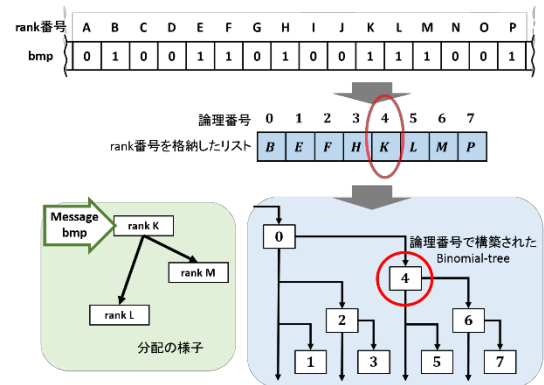 rank番号 A B C D E F G H I J K L M N O P
bmp 0 1 0 0 1 1 0 1 0 0 1 1 1 0 0 1
論理番号 0 1 2 3 4 5 6 7
rank番号を格納したリスト B E F H K L M P
Message
bmp
rank K
rank M
rank L
分配の様子
論理番号で構築された
Binomial-tree
0
4
2 6
1 3 5 7